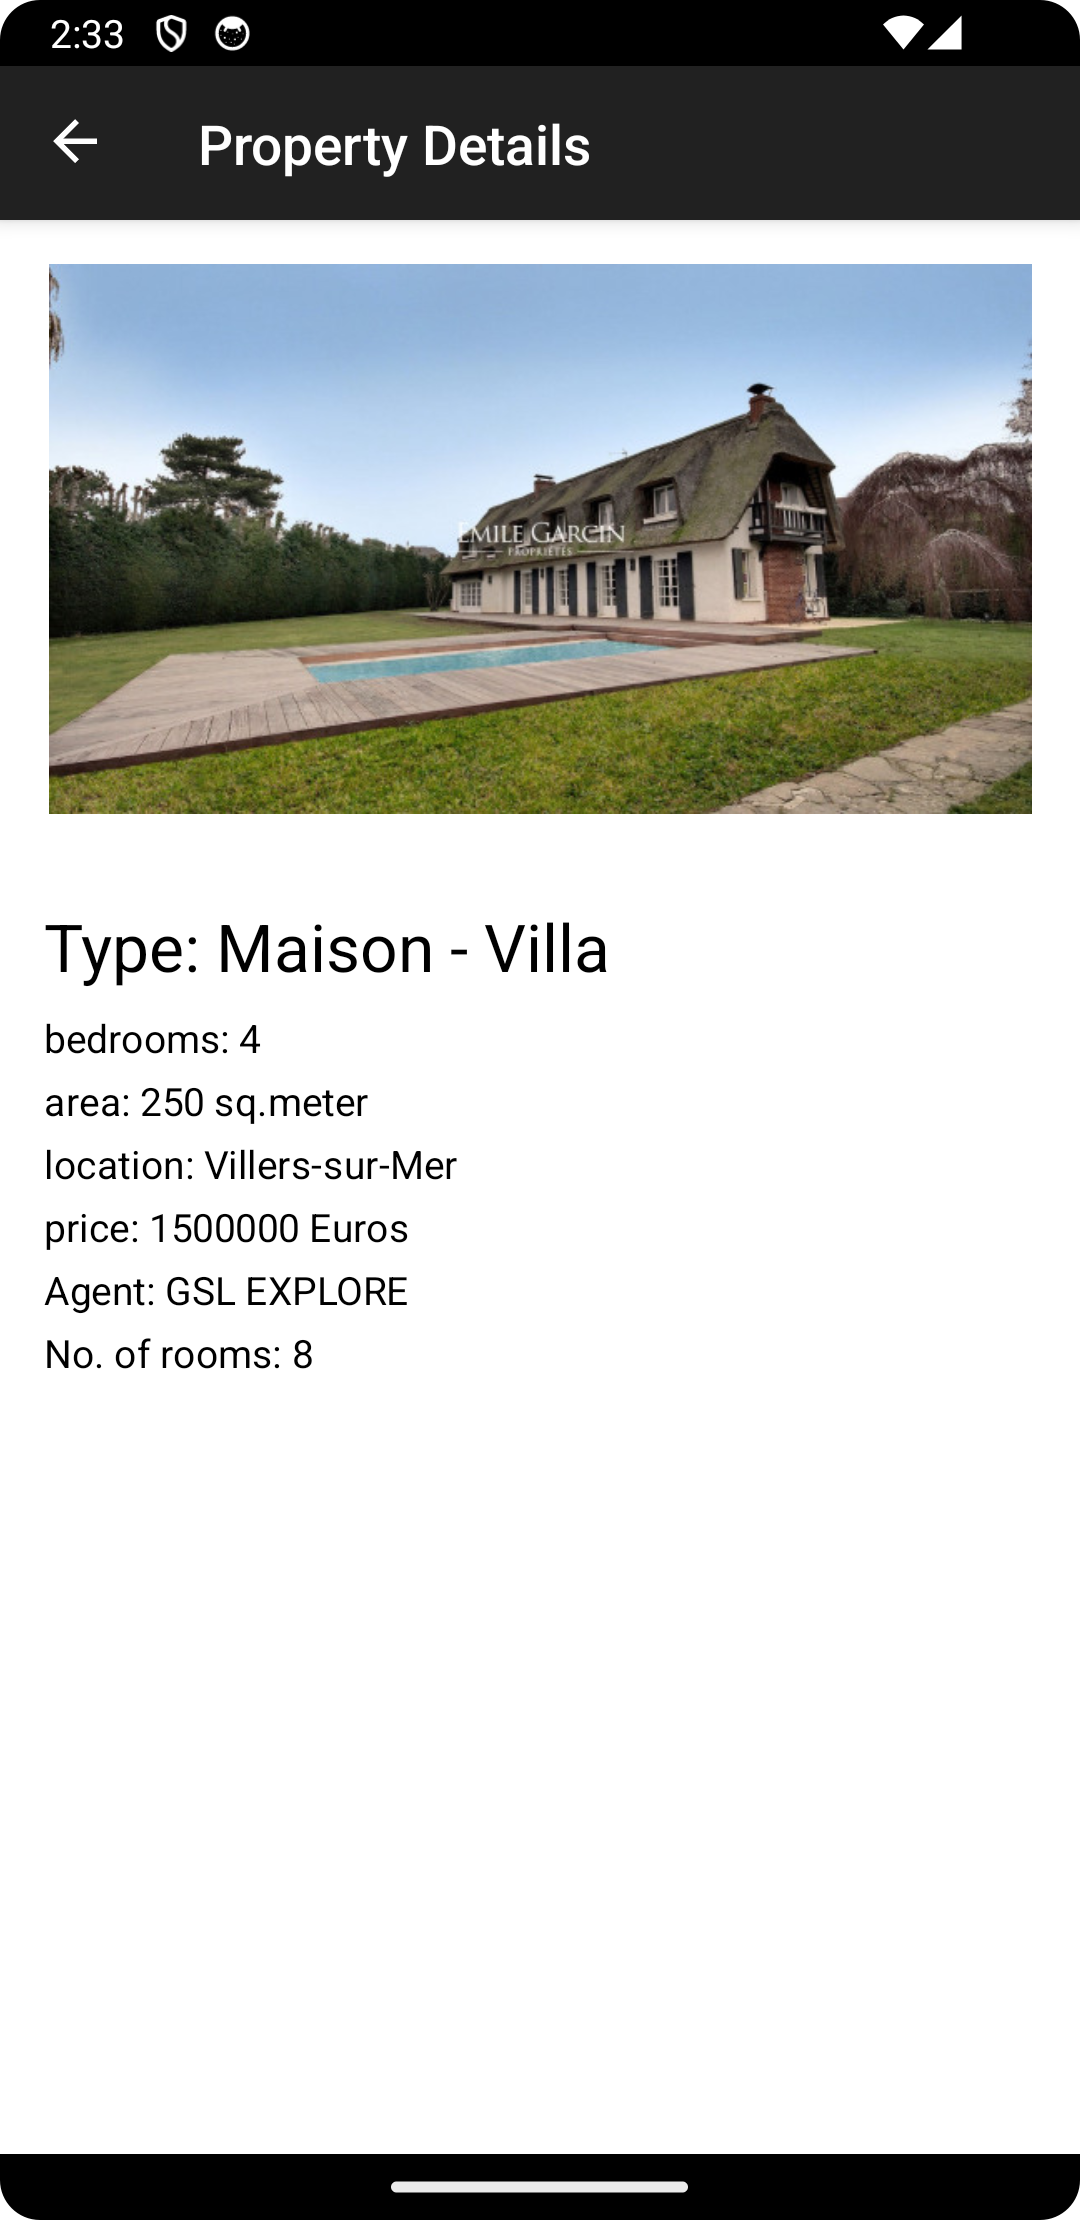 2:33
Property Details
EMILE GARCIN
PROPRIÉTÉS
Type: Maison - Villa
bedrooms: 4
area: 250 sq.meter
location: Villers-sur-Mer
price: 1500000 Euros
Agent: GSL EXPLORE
No. of rooms: 8